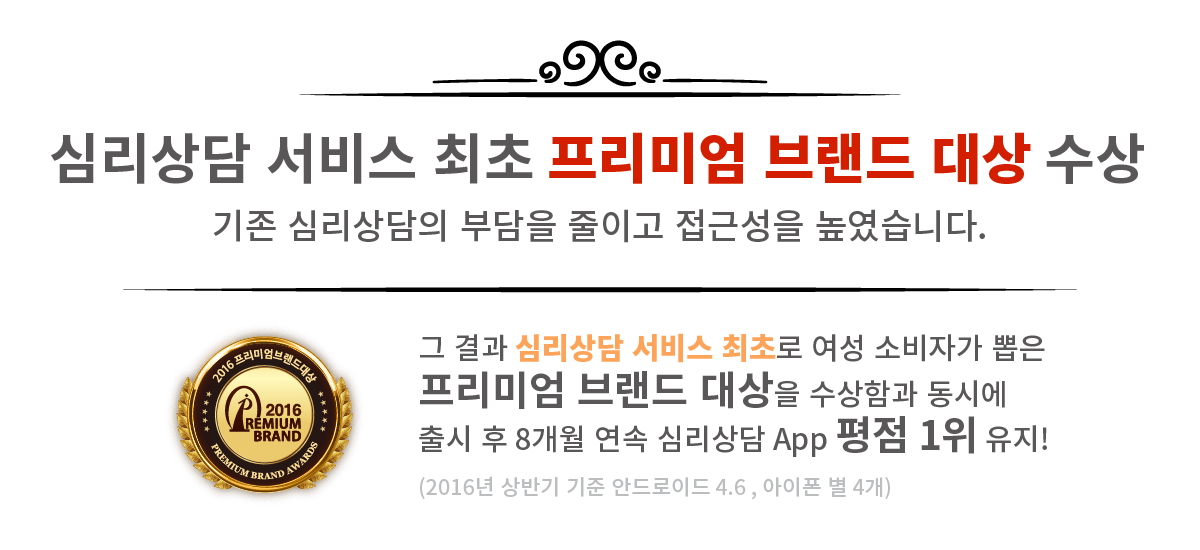 심리상담 서비스 최초 프리미엄 브랜드 대상 수상
기존 심리상담의 부담을 줄이고 접근성을 높였습니다.
2016 프리미엄브랜드대상
2016
PREMIUM
BRAND
PREMIUM BRAND AWARDS
그 결과 심리상담 서비스 최초로 여성 소비자가 뽑은
프리미엄 브랜드 대상을 수상함과 동시에
출시 후 8개월 연속 심리상담 App 평점 1위 유지!
(2016년 상반기 기준 안드로이드 4.6 , 아이폰 별 4개)